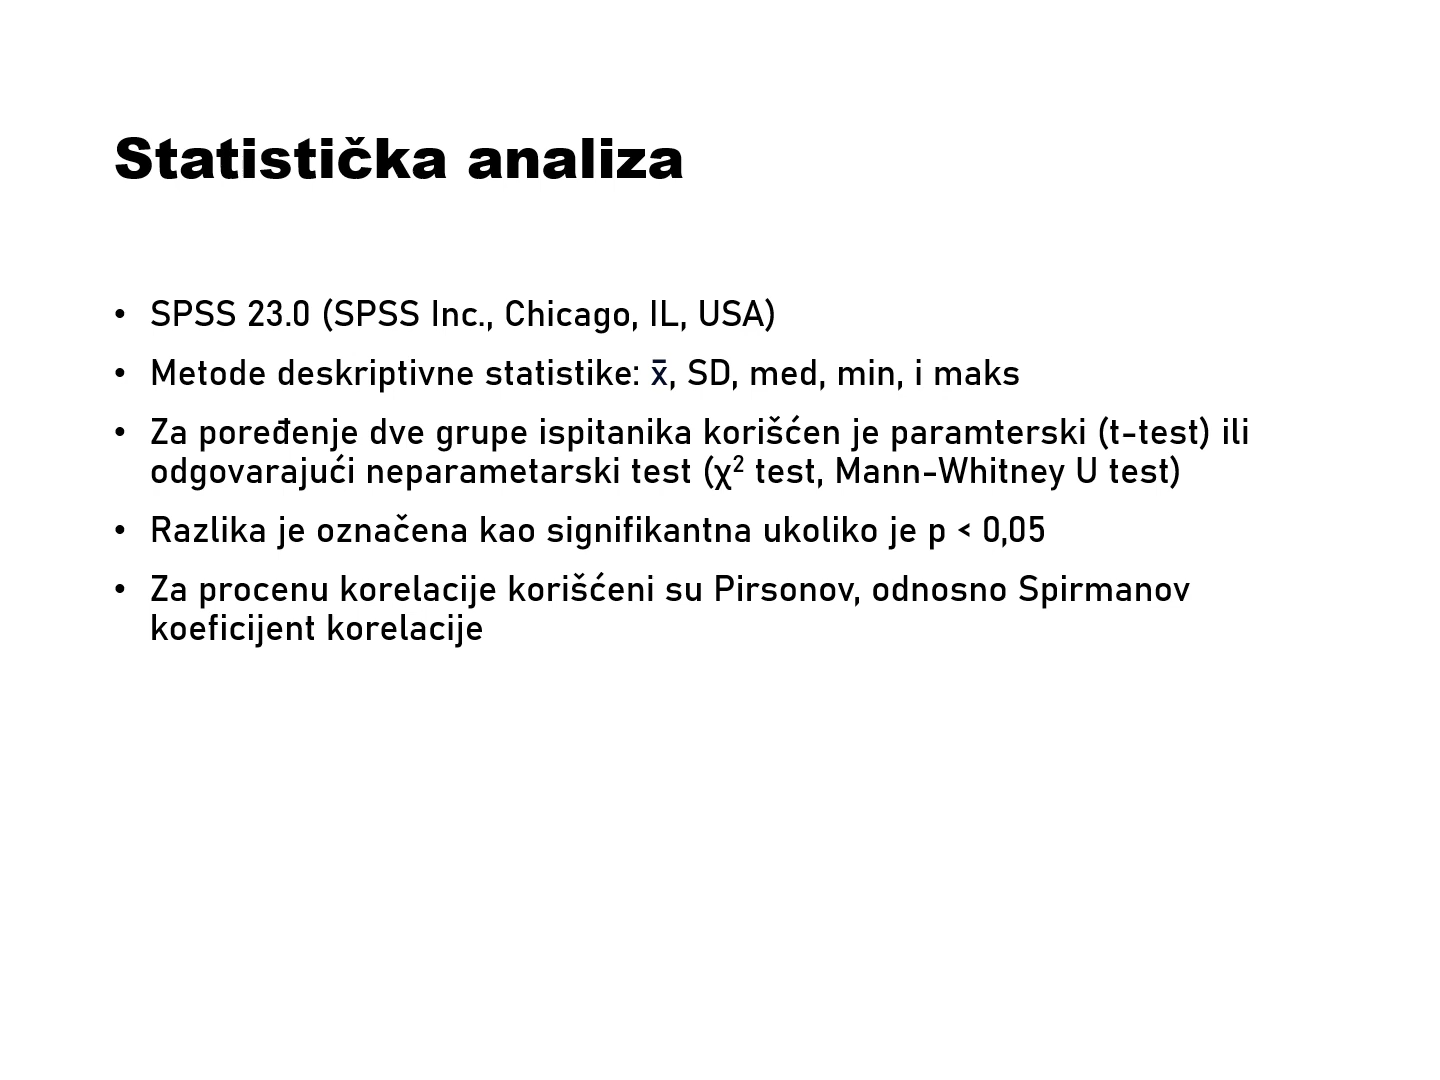 Statistička analiza
• SPSS 23.0 (SPSS Inc., Chicago, IL, USA)
• Metode deskriptivne statistike: x̄, SD, med, min, i maks
• Za poređenje dve grupe ispitanika korišćen je paramterski (t-test) ili
odgovarajući neparametarski test (χ² test, Mann-Whitney U test)
• Razlika je označena kao signifikantna ukoliko je p < 0,05
• Za procenu korelacije korišćeni su Pirsonov, odnosno Spirmanov
koeficijent korelacije